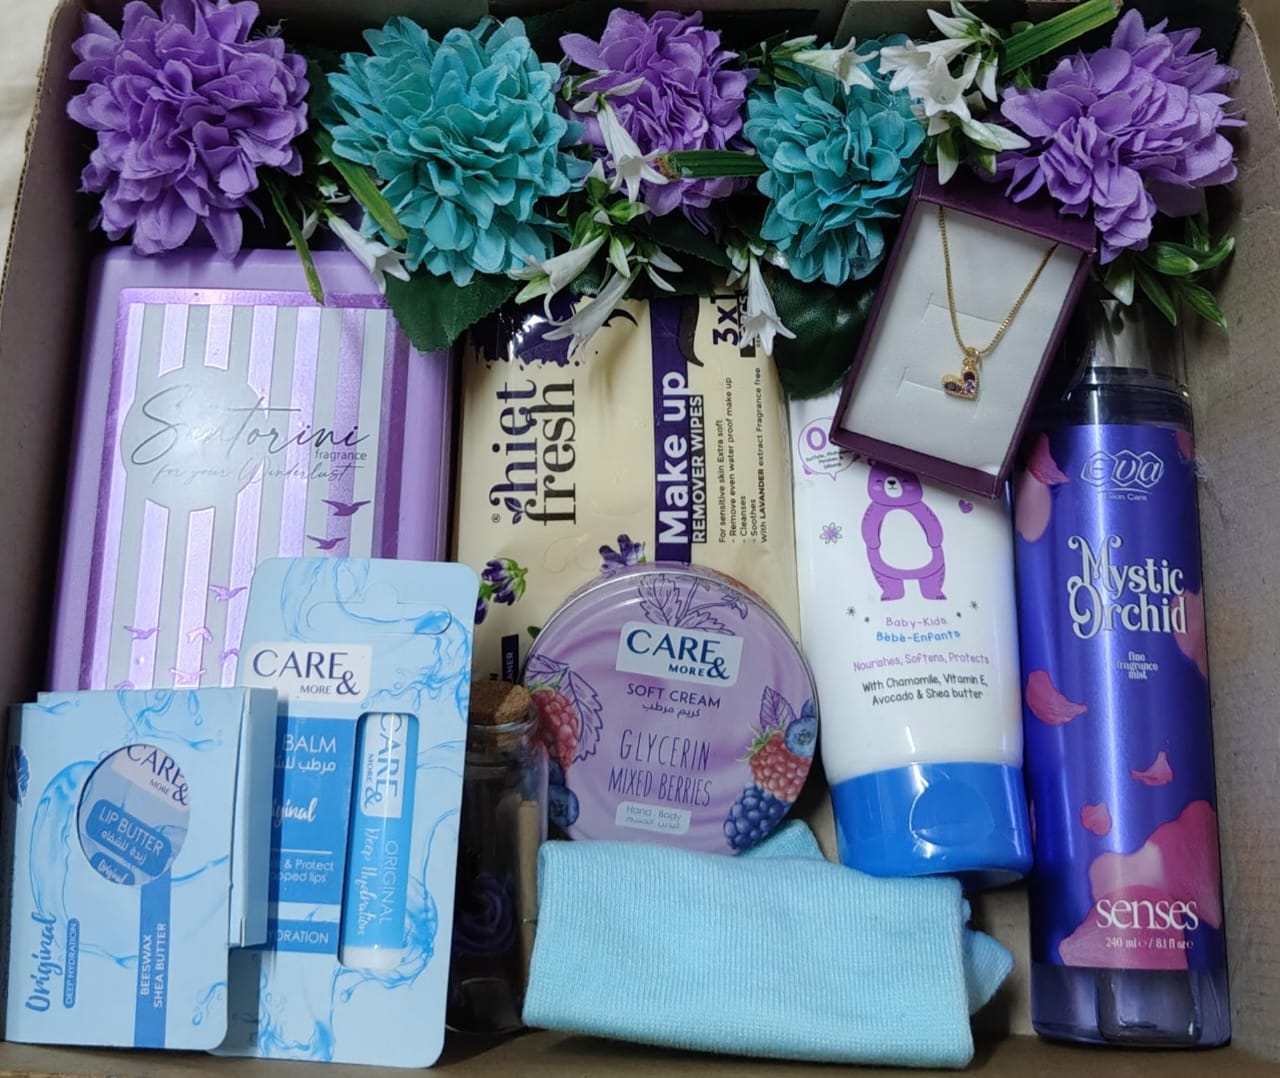 Santorini
fragrance
for your Wanderlust
®
hiet
fresh
Make up
REMOVER WIPES
3x1
For sensitive skin Extra soft
- Remove even water proof make up
- Cleanses
- Soothes
With LAVANDER extract Fragrance free
Baby-Kids
Bébé-Enfants
Nourishes, Softens, Protects
With Chamomile, Vitamin E,
Avocado & Shea butter
eva
Skin Care
Mystic
Orchid
fine
fragrance
mist
senses
240 ml e / 8.1 fl oz e
CARE
& MORE
SOFT CREAM
كريم مرطب
GLYCERIN
MIXED BERRIES
Hand . Body
لليدين . الجسم
CARE
& MORE
BALM
مرطب
& Protect
lips
CARE
& MORE
ORIGINAL
Deep Hydration
CARE
& MORE
LIP BUTTER
زبدة للشفاه
Original
Original
DEEP HYDRATION
BEESWAX
SHEA BUTTER